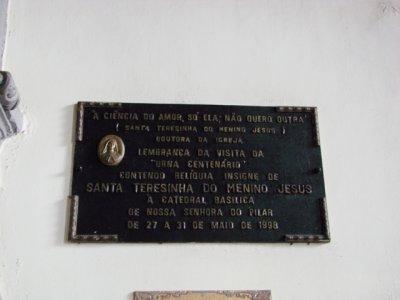 "A CIÊNCIA DO AMOR, SÓ ELA; NÃO QUERO OUTRA"
( SANTA TERESINHA DO MENINO JESUS )
DOUTORA DA IGREJA
LEMBRANÇA DA VISITA DA
"URNA CENTENÁRIO"
CONTENDO RELÍQUIA INSIGNE DE
SANTA TERESINHA DO MENINO JESUS
À CATEDRAL BASÍLICA
DE NOSSA SENHORA DO PILAR
DE 27 A 31 DE MAIO DE 1998